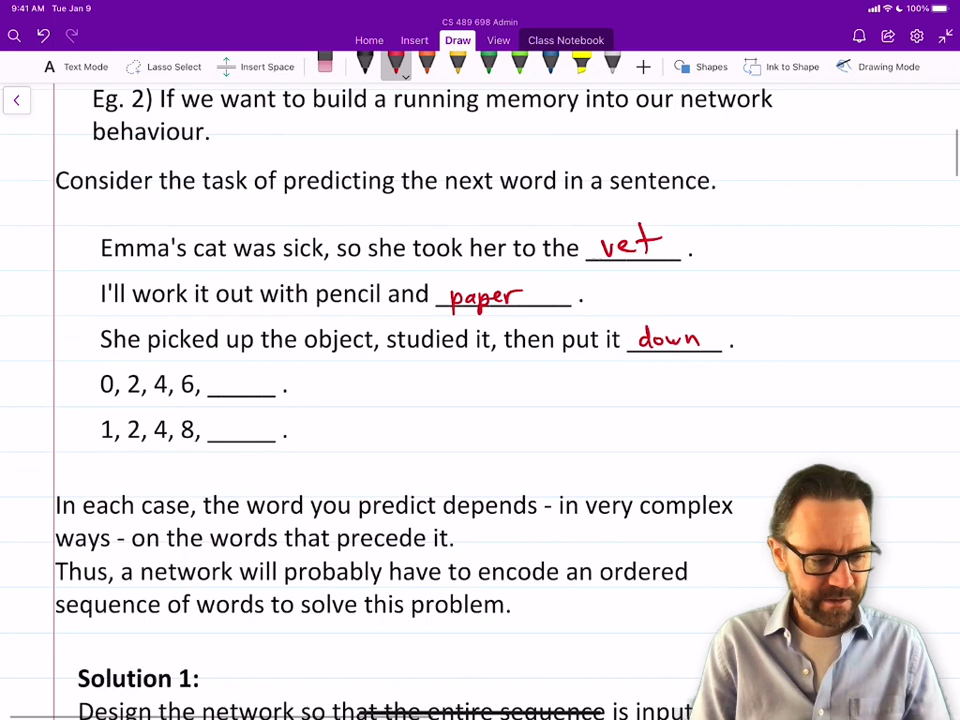 9:41 AM Tue Jan 9
100%
CS 489 698 Admin
Home Insert Draw View Class Notebook
A Text Mode Lasso Select Insert Space Shapes Ink to Shape Drawing Mode
Eg. 2) If we want to build a running memory into our network
behaviour.
Consider the task of predicting the next word in a sentence.
Emma's cat was sick, so she took her to the vet .
I'll work it out with pencil and paper .
She picked up the object, studied it, then put it down .
0, 2, 4, 6, _____ .
1, 2, 4, 8, _____ .
In each case, the word you predict depends - in very complex
ways - on the words that precede it.
Thus, a network will probably have to encode an ordered
sequence of words to solve this problem.
Solution 1:
Design the network so that the entire sequence is input